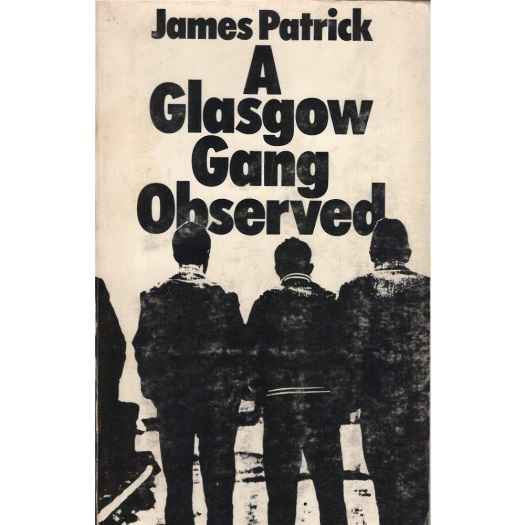 James Patrick
A
Glasgow
Gang
Observed